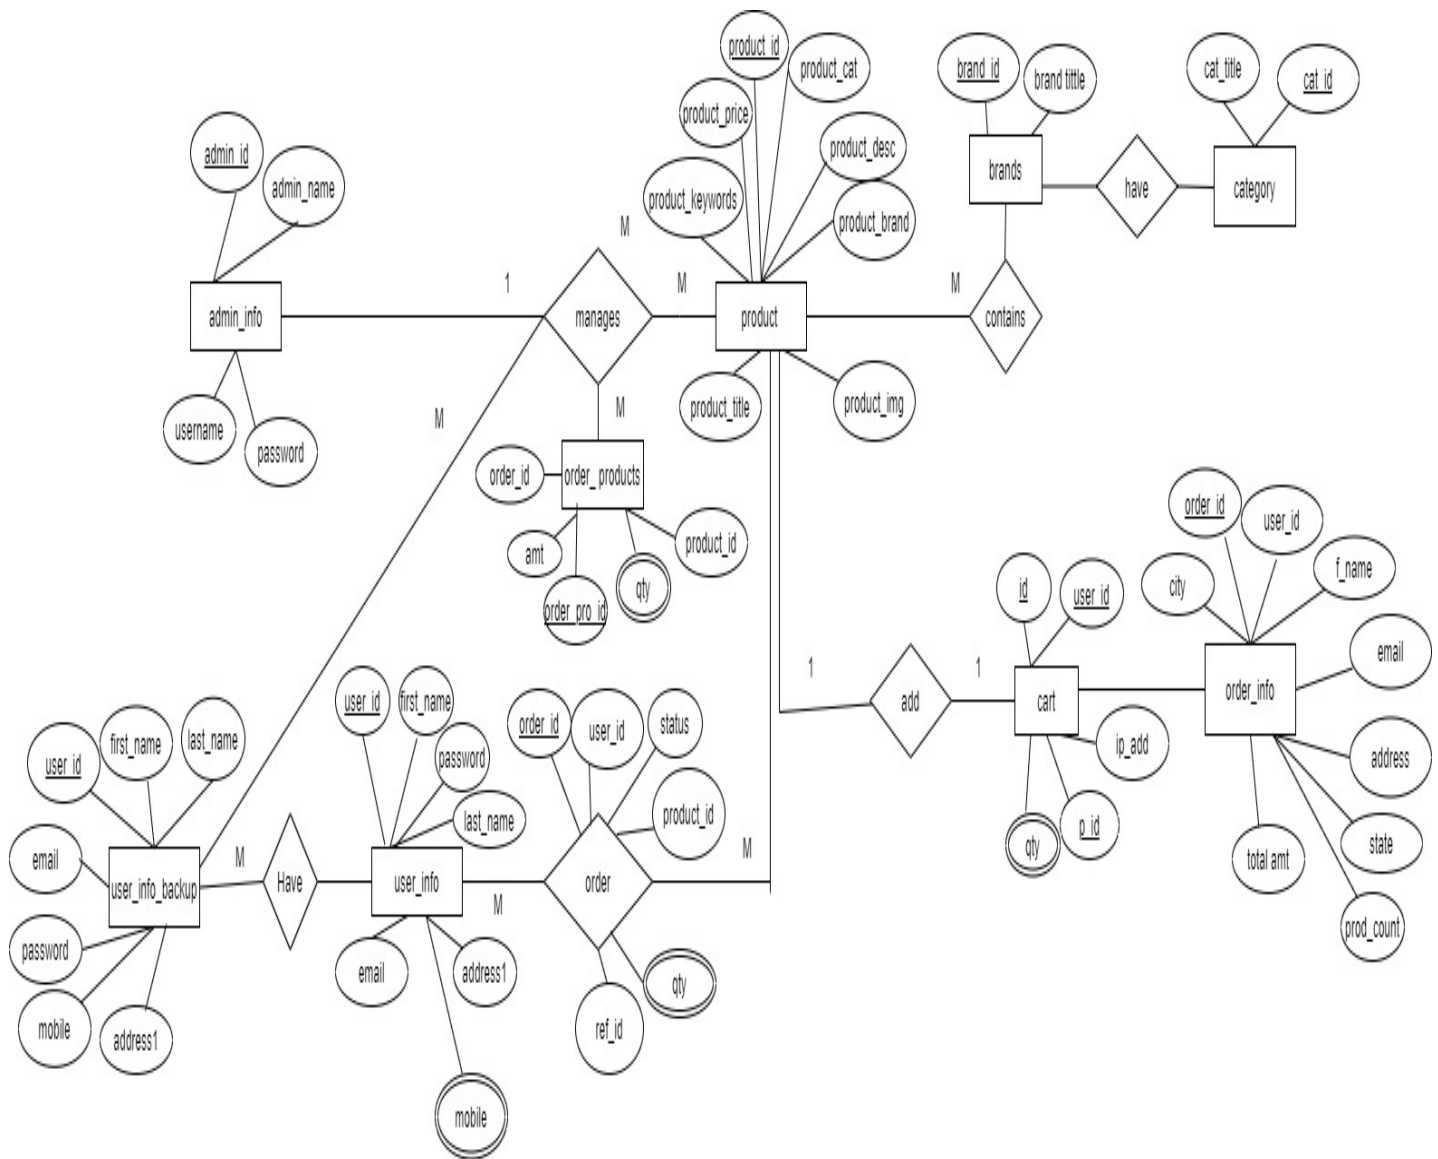 product_id
product_cat
product_price
product_desc
product_keywords
product_brand
brand_id
brand tittle
cat_title
cat_id
brands
have
category
admin_id
admin_name
M
1
M
M
admin_info
manages
product
contains
username
password
M
M
product_title
product_img
order_id
order_ products
amt
order_pro_id
qty
product_id
order_id
user_id
f_name
city
email
id
user_id
1
add
1
cart
order_info
ip_add
address
qty
p_id
total amt
state
prod_count
user_id
first_name
last_name
email
user_info_backup
password
mobile
address1
M
Have
user_id
first_name
password
last_name
user_info
M
email
address1
mobile
order_id
user_id
status
product_id
order
M
ref_id
qty